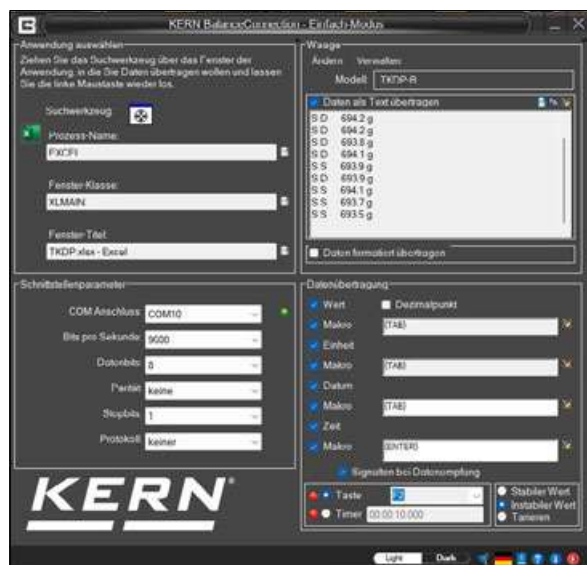 KERN BalanceConnection - Einfach-Modus
Anwendung auswählen
Ziehen Sie das Suchwerkzeug über das Fenster der
Anwendung, in die Sie Daten übertragen wollen und lassen
Sie die linke Maustaste wieder los.
Suchwerkzeug:
Prozess-Name:
EXCEL
Fenster-Klasse:
XLMAIN
Fenster-Titel:
TKDP.xlsx - Excel
Waage
Ändern Verwalten
Modell: TKDP-B
Daten als Text übertragen
S D 694.2 g
S D 694.2 g
S D 693.8 g
S D 694.1 g
S S 693.9 g
S D 693.9 g
S S 694.1 g
S S 693.7 g
S S 693.5 g
Daten formatiert übertragen
Schnittstellenparameter
COM Anschluss: COM10
Bits pro Sekunde: 9600
Datenbits: 8
Parität: keine
Stopbits: 1
Protokoll: keiner
KERN
Datenübertragung
Wert Dezimalpunkt
Makro {TAB}
Einheit
Makro {TAB}
Datum
Makro {TAB}
Zeit
Makro {ENTER}
Signalton bei Datenempfang
Taste F2
Timer 00:00:10.000
Stabiler Wert
Instabiler Wert
Tarieren
Light Dark